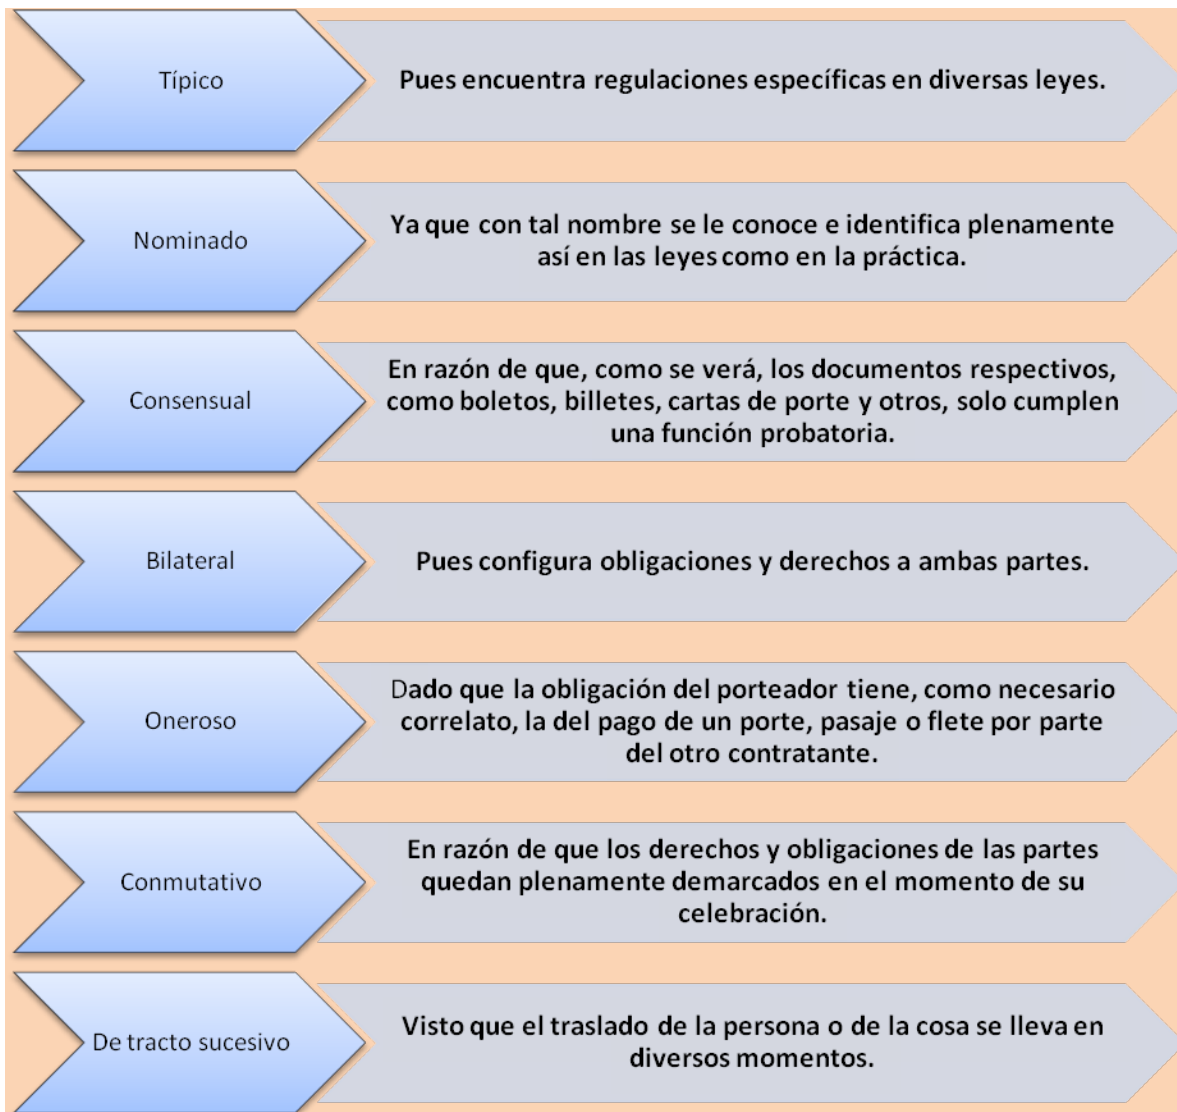 Típico
Pues encuentra regulaciones específicas en diversas leyes.
Nominado
Ya que con tal nombre se le conoce e identifica plenamente
así en las leyes como en la práctica.
Consensual
En razón de que, como se verá, los documentos respectivos,
como boletos, billetes, cartas de porte y otros, solo cumplen
una función probatoria.
Bilateral
Pues configura obligaciones y derechos a ambas partes.
Oneroso
Dado que la obligación del porteador tiene, como necesario
correlato, la del pago de un porte, pasaje o flete por parte
del otro contratante.
Conmutativo
En razón de que los derechos y obligaciones de las partes
quedan plenamente demarcados en el momento de su
celebración.
De tracto sucesivo
Visto que el traslado de la persona o de la cosa se lleva en
diversos momentos.